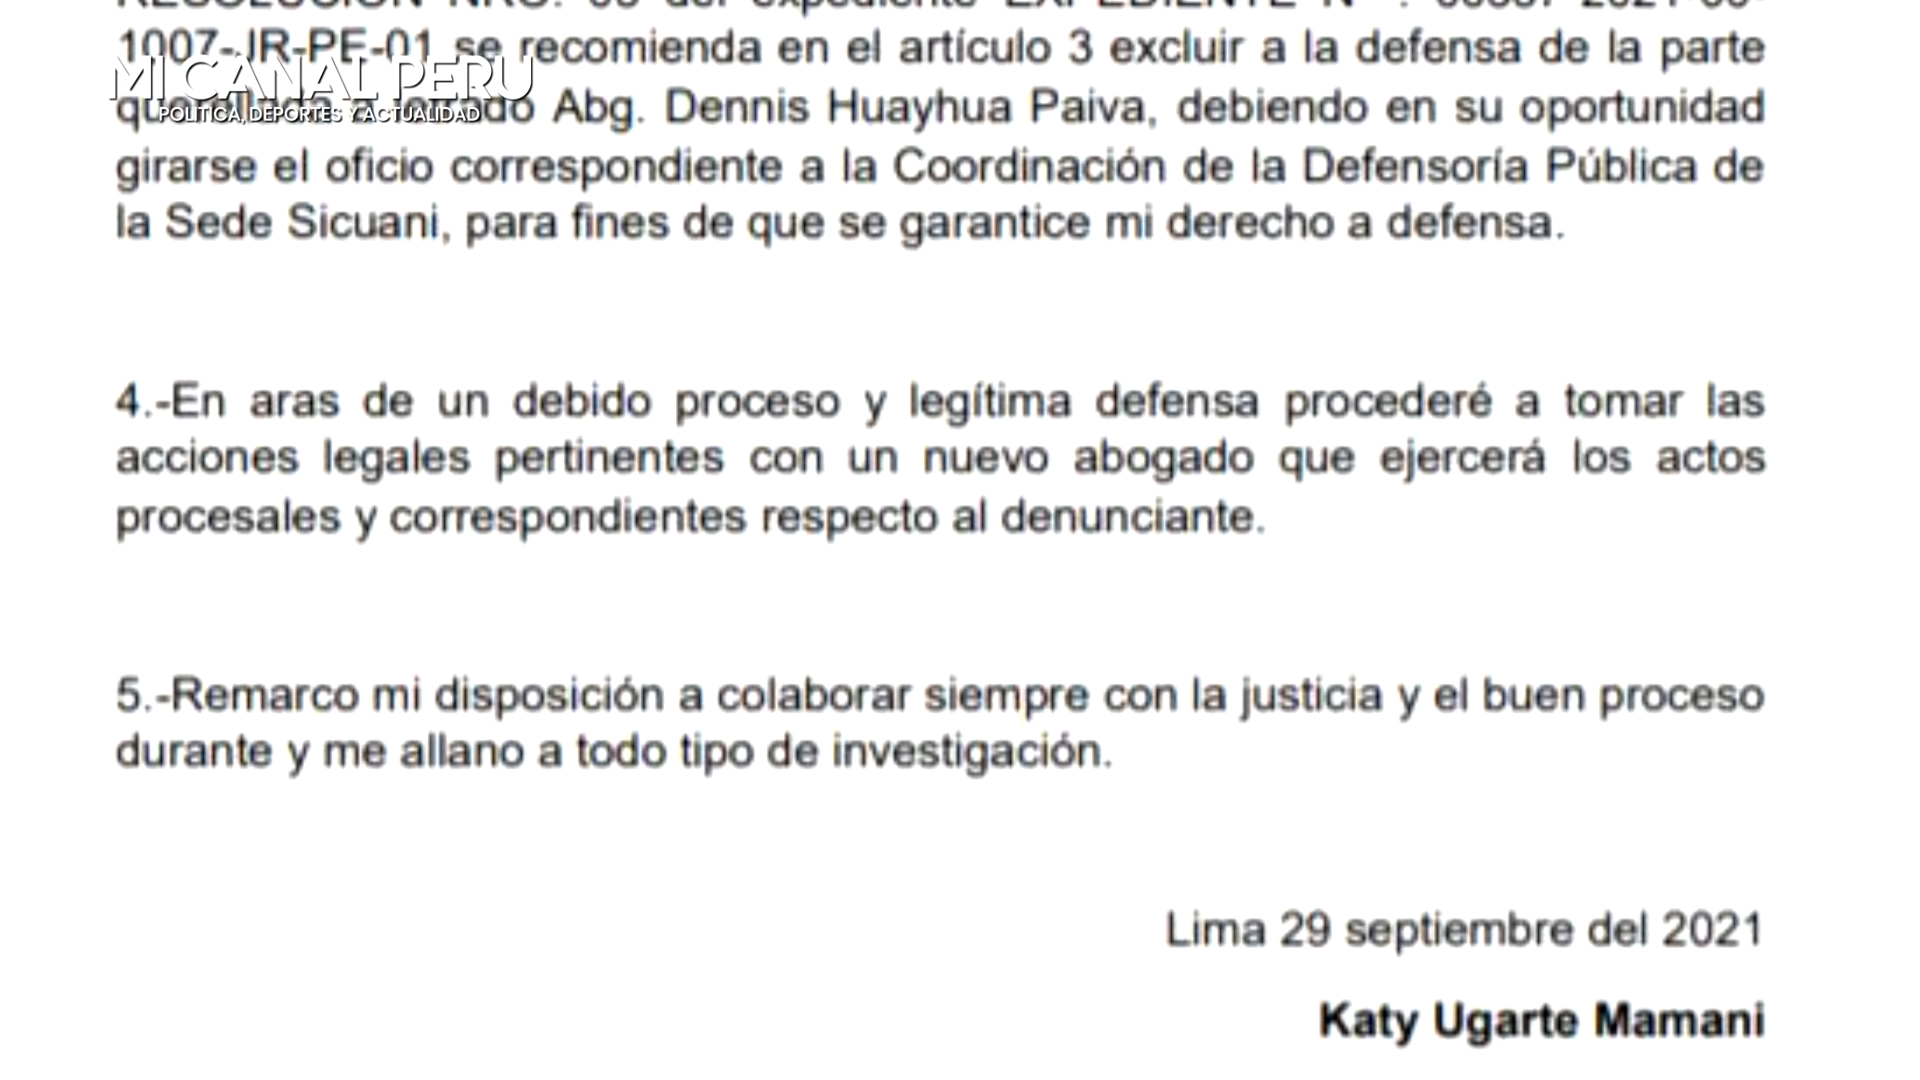 RESOLUCIÓN NRO. del expediente EXPEDIENTE N° :
1007-JR-PE-01 se recomienda en el artículo 3 excluir a la defensa de la parte
MI CANAL PERU
Abg. Dennis Huayhua Paiva, debiendo en su oportunidad
POLITICA, DEPORTES Y ACTUALIDAD
girarse el oficio correspondiente a la Coordinación de la Defensoría Pública de
la Sede Sicuani, para fines de que se garantice mi derecho a defensa.
4.-En aras de un debido proceso y legítima defensa procederé a tomar las
acciones legales pertinentes con un nuevo abogado que ejercerá los actos
procesales y correspondientes respecto al denunciante.
5.-Remarco mi disposición a colaborar siempre con la justicia y el buen proceso
durante y me allano a todo tipo de investigación.
Lima 29 septiembre del 2021
Katy Ugarte Mamani